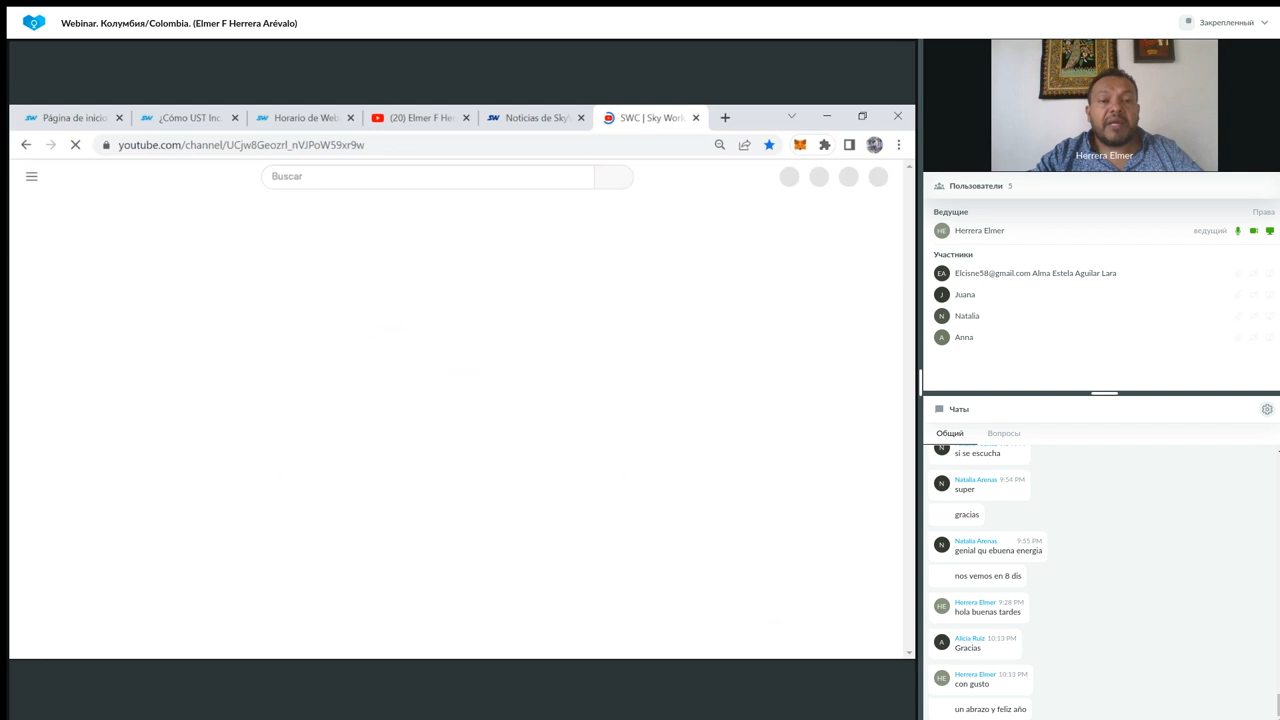 Webinar. Колумбия/Colombia. (Elmer F Herrera Arévalo)
Закрепленный
Página de inicio
¿Cómo UST Inc.
Horario de Web
(20) Elmer F Her
Noticias de Sky
SWC | Sky Work
youtube.com/channel/UCjw8Geozrl_nVJPoW59xr9w
Buscar
Herrera Elmer
Пользователи 5
Ведущие
Права
HE
Herrera Elmer
ведущий
Участники
EA
Elcisne58@gmail.com Alma Estela Aguilar Lara
J
Juana
N
Natalia
A
Anna
Чаты
Общий
Вопросы
N
si se escucha
N
Natalia Arenas 9:54 PM
super
gracias
N
Natalia Arenas 9:55 PM
genial qu ebuena energia
nos vemos en 8 dis
HE
Herrera Elmer 9:28 PM
hola buenas tardes
A
Alicia Ruiz 10:13 PM
Gracias
HE
Herrera Elmer 10:13 PM
con gusto
un abrazo y feliz año